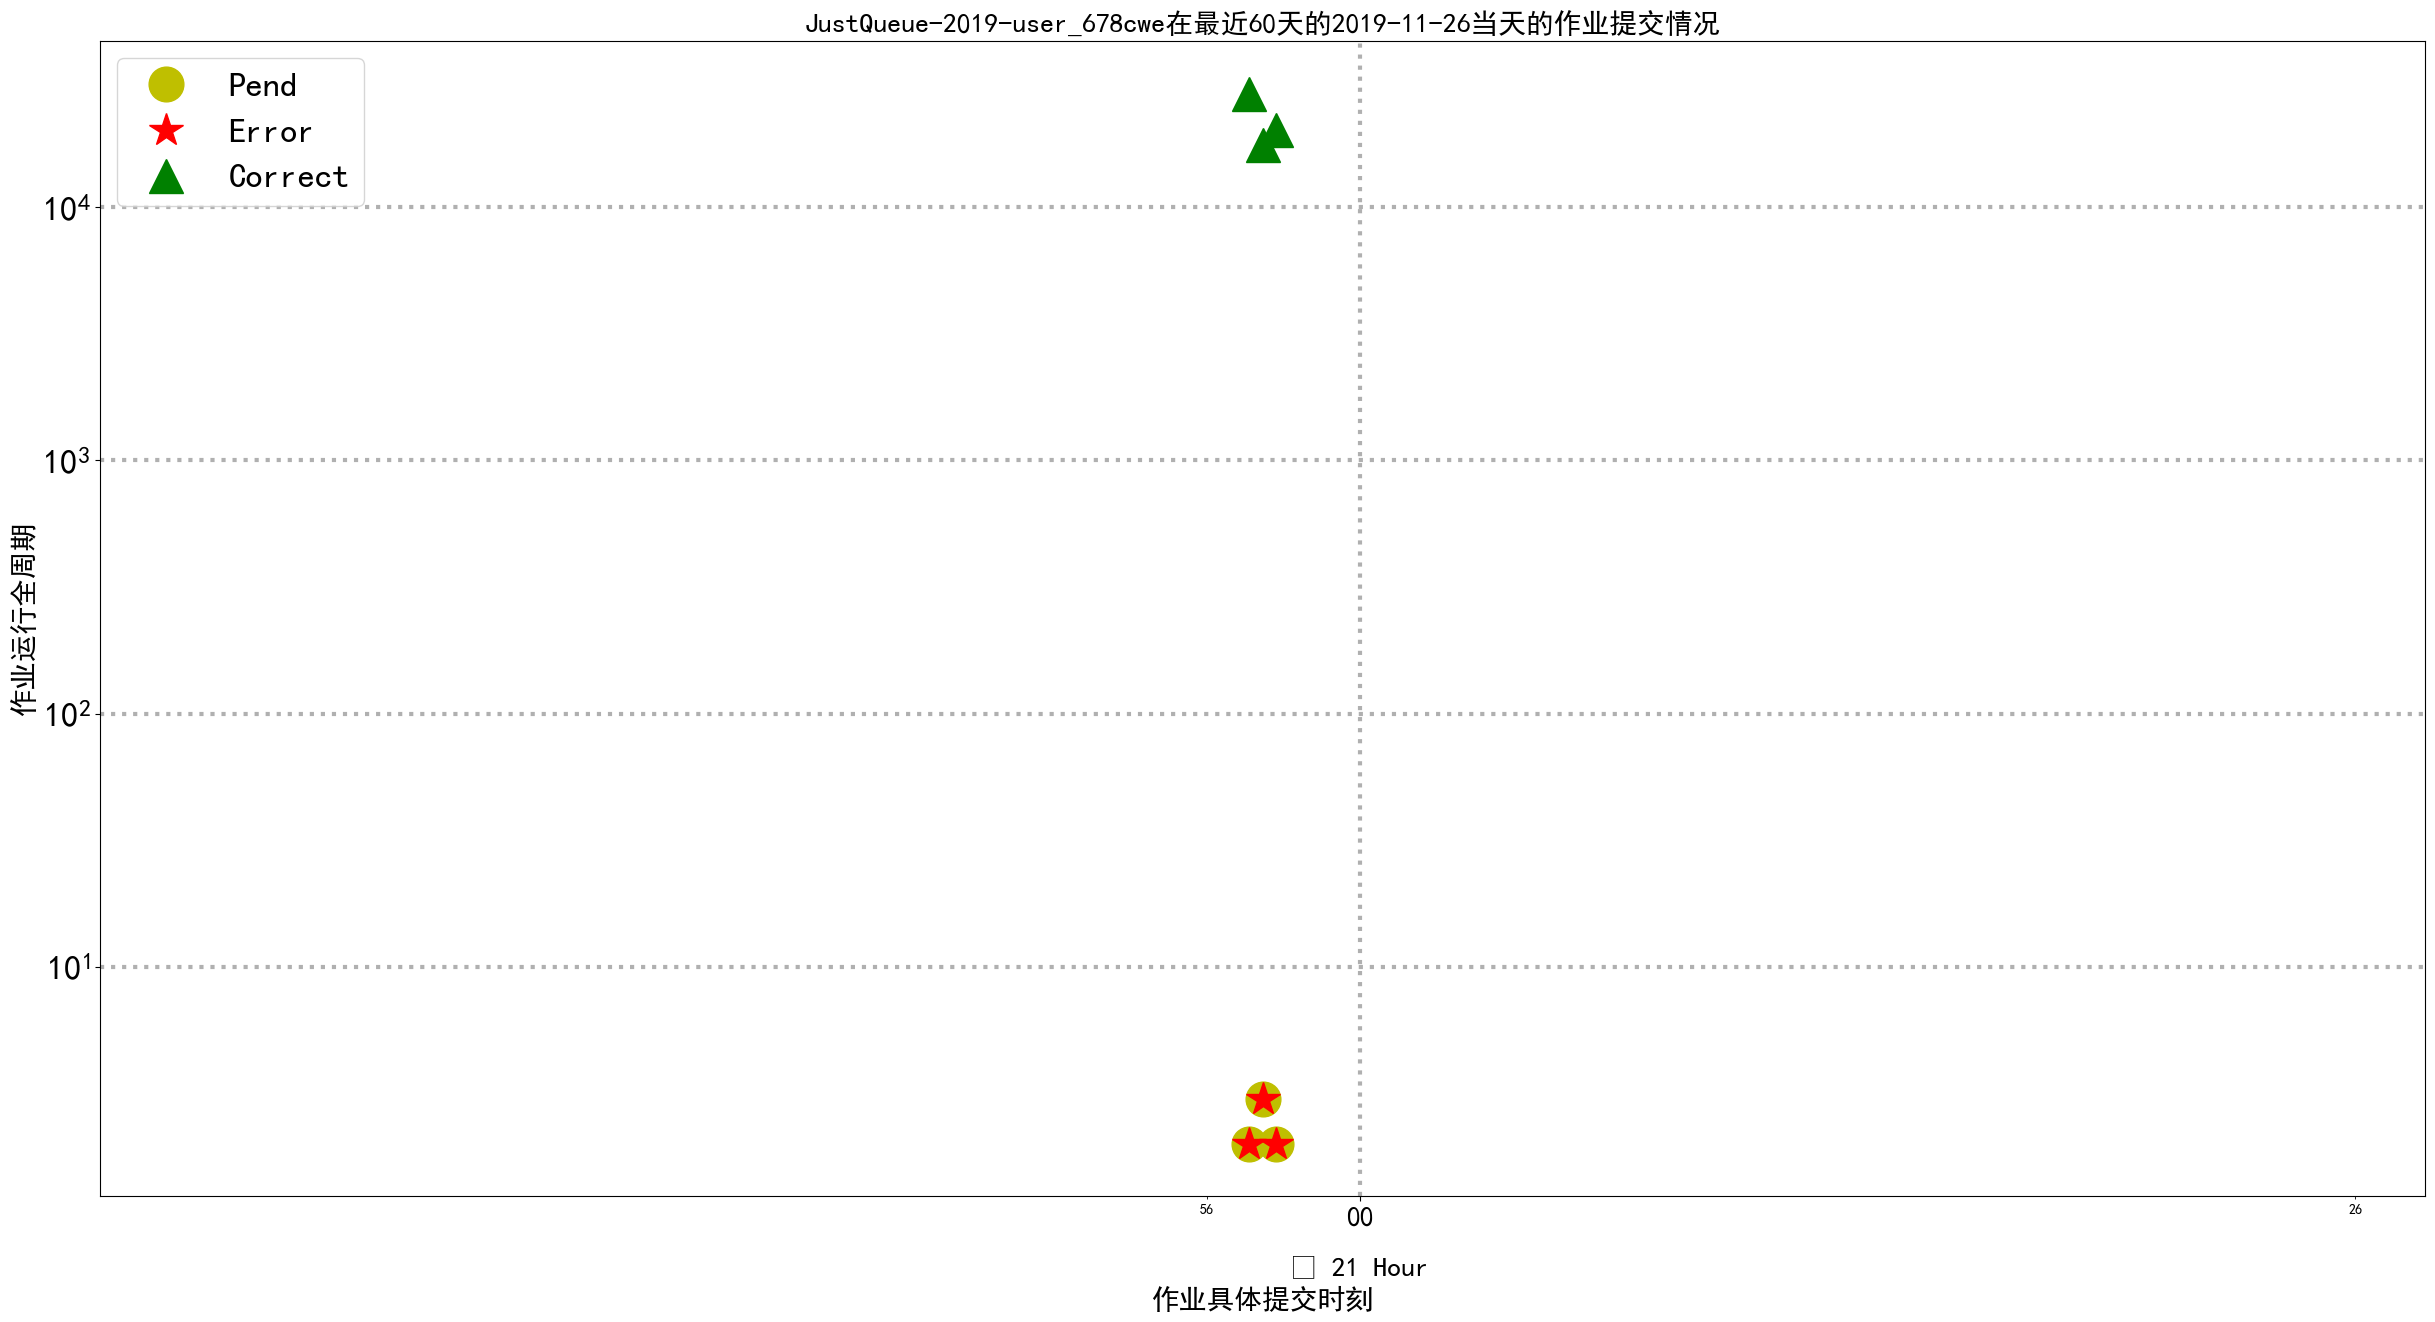 JustQueue-2019-user_678cwe在最近60天的2019-11-26当天的作业提交情况
Pend
Error
Correct
10⁴
10³
10²
10¹
作业运行全周期
56
00
26
□ 21 Hour
作业具体提交时刻